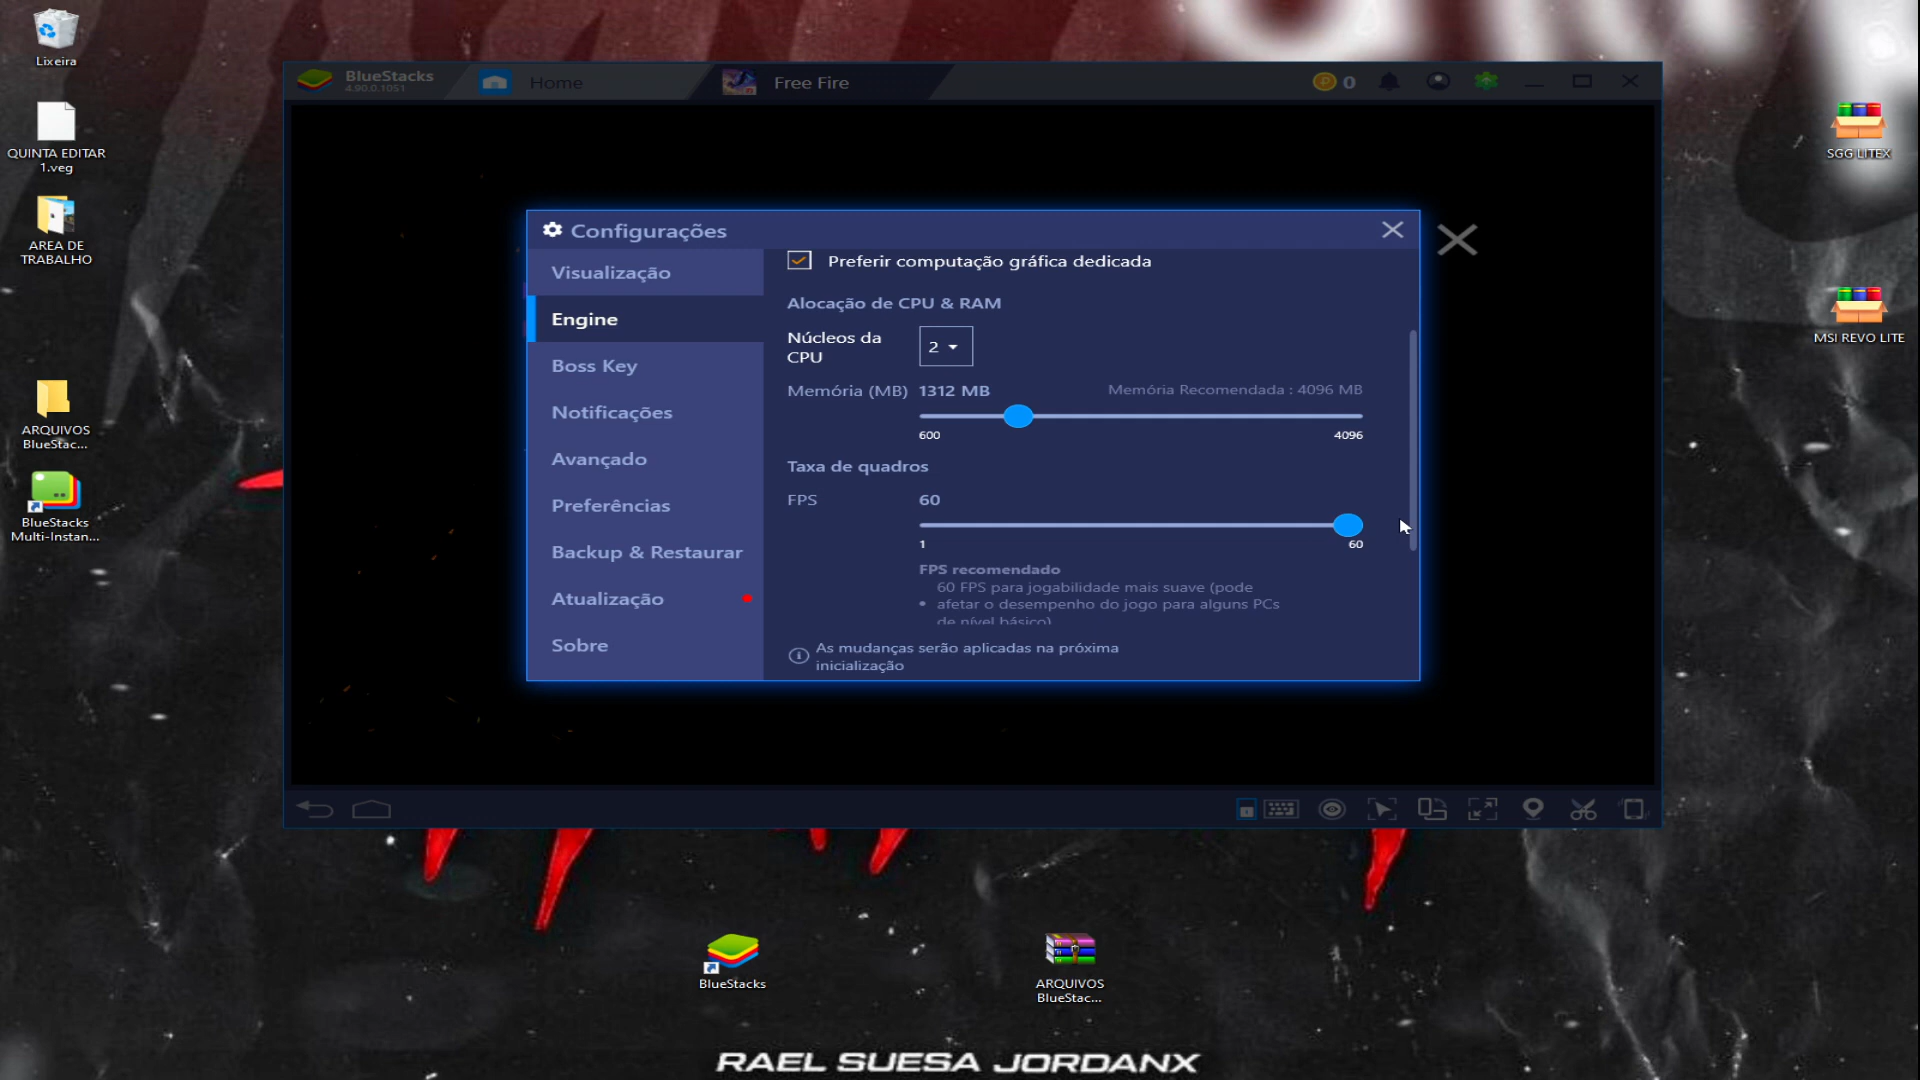 Lixeira
QUINTA EDITAR
1.veg
AREA DE
TRABALHO
ARQUIVOS
BlueStac...
BlueStacks
Multi-Instan...
BlueStacks
4.90.0.1051
Home
Free Fire
0
SGG LITEX
MSI REVO LITE
Configurações
Visualização
Engine
Boss Key
Notificações
Avançado
Preferências
Backup & Restaurar
Atualização
Sobre
Preferir computação gráfica dedicada
Alocação de CPU & RAM
Núcleos da
CPU
2
Memória (MB) 1312 MB Memória Recomendada : 4096 MB
600 4096
Taxa de quadros
FPS 60
1 60
FPS recomendado
60 FPS para jogabilidade mais suave (pode
• afetar o desempenho do jogo para alguns PCs
de nível básico)
As mudanças serão aplicadas na próxima
inicialização
BlueStacks
ARQUIVOS
BlueStac...
RAEL SUESA JORDANX